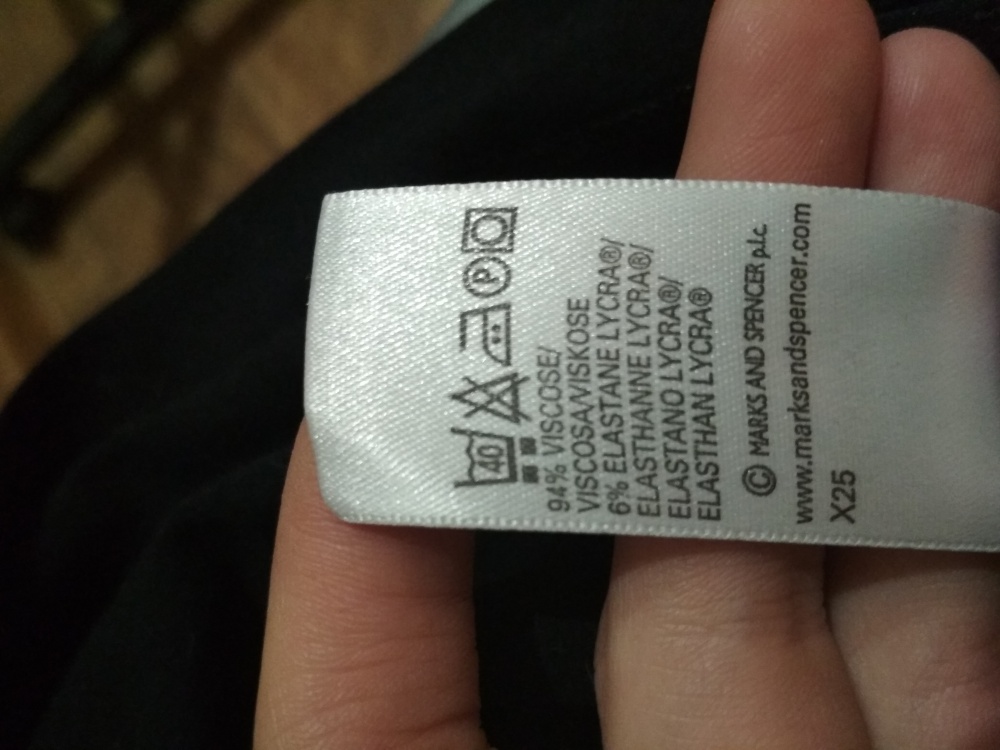 40 P
94% VISCOSE/
VISCOSA/VISKOSE
6% ELASTANE LYCRA®/
ELASTHANNE LYCRA®/
ELASTANO LYCRA®/
ELASTHAN LYCRA®
© MARKS AND SPENCER p.l.c.
www.marksandspencer.com
X25